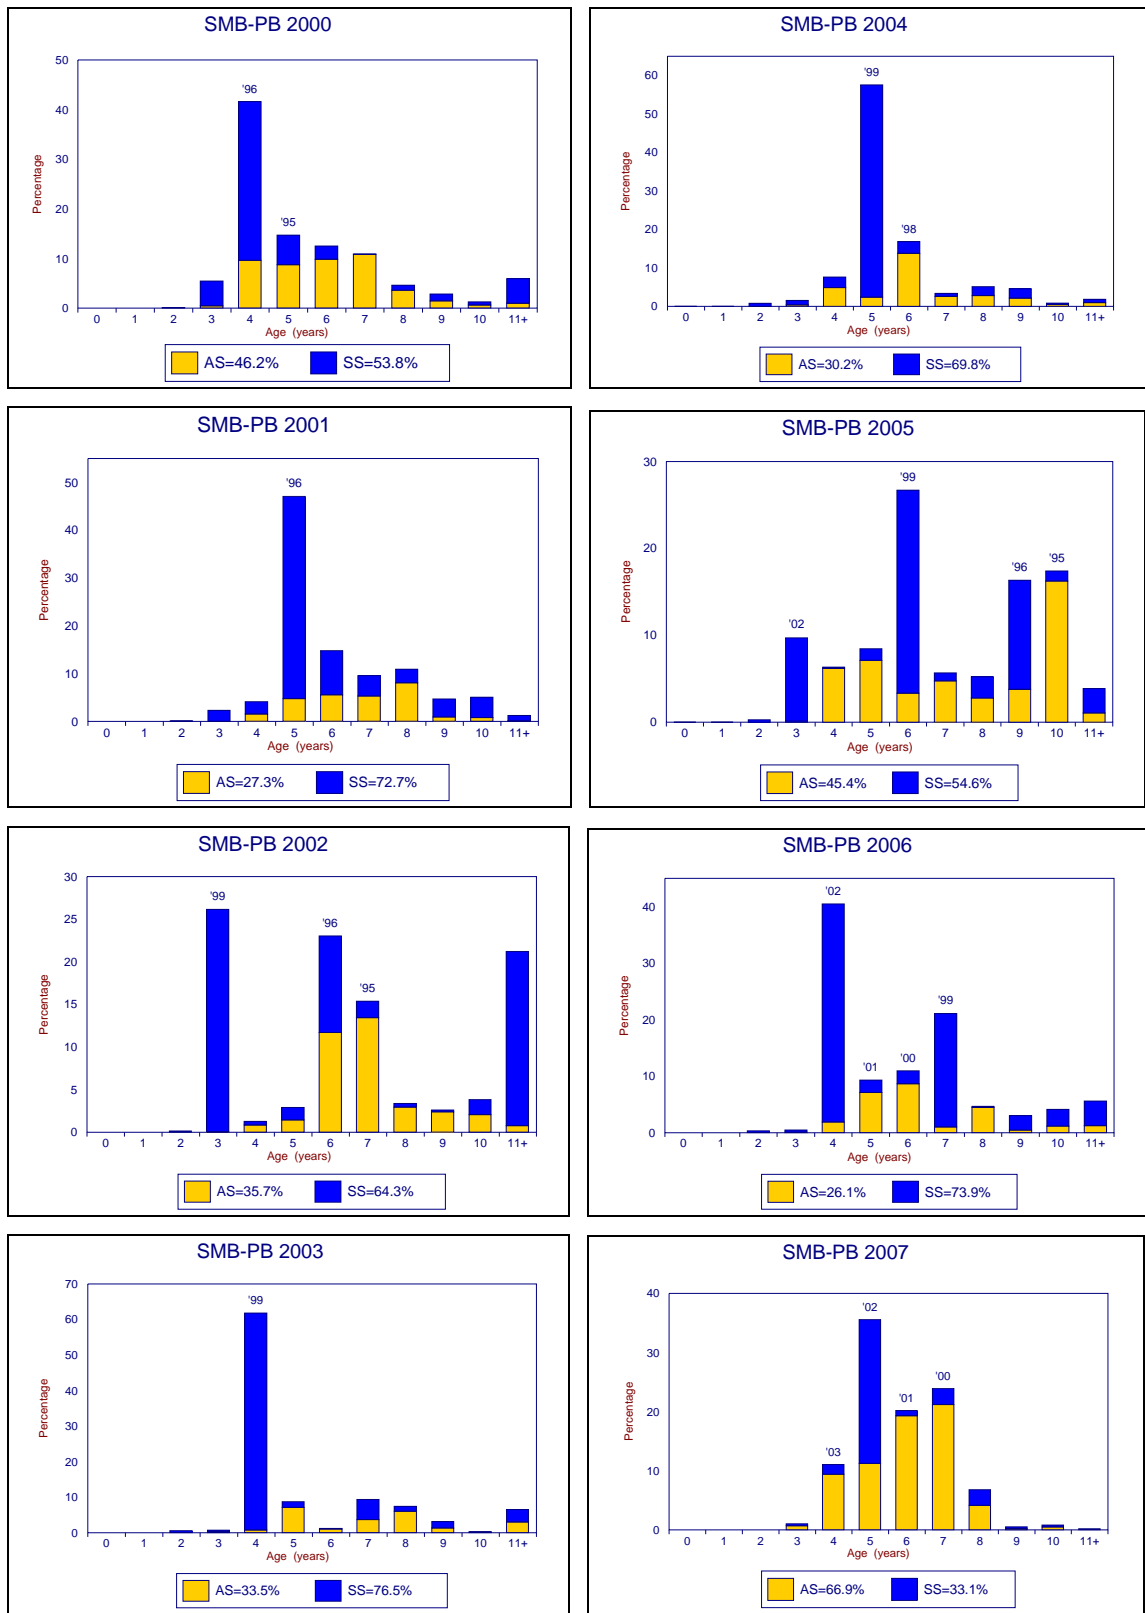 SMB-PB 2000
50
40
30
20
10
0
Percentage
'96
'95
0 1 2 3 4 5 6 7 8 9 10 11+
Age (years)
AS=46.2% SS=53.8%
SMB-PB 2004
60
50
40
30
20
10
0
Percentage
'99
'98
0 1 2 3 4 5 6 7 8 9 10 11+
Age (years)
AS=30.2% SS=69.8%
SMB-PB 2001
50
40
30
20
10
0
Percentage
'96
0 1 2 3 4 5 6 7 8 9 10 11+
Age (years)
AS=27.3% SS=72.7%
SMB-PB 2005
30
20
10
0
Percentage
'02
'99
'96
'95
0 1 2 3 4 5 6 7 8 9 10 11+
Age (years)
AS=45.4% SS=54.6%
SMB-PB 2002
30
25
20
15
10
5
0
Percentage
'99
'96
'95
0 1 2 3 4 5 6 7 8 9 10 11+
Age (years)
AS=35.7% SS=64.3%
SMB-PB 2006
40
30
20
10
0
Percentage
'02
'01
'00
'99
0 1 2 3 4 5 6 7 8 9 10 11+
Age (years)
AS=26.1% SS=73.9%
SMB-PB 2003
70
60
50
40
30
20
10
0
Percentage
'99
0 1 2 3 4 5 6 7 8 9 10 11+
Age (years)
AS=33.5% SS=76.5%
SMB-PB 2007
40
30
20
10
0
Percentage
'03
'02
'01
'00
0 1 2 3 4 5 6 7 8 9 10 11+
Age (years)
AS=66.9% SS=33.1%